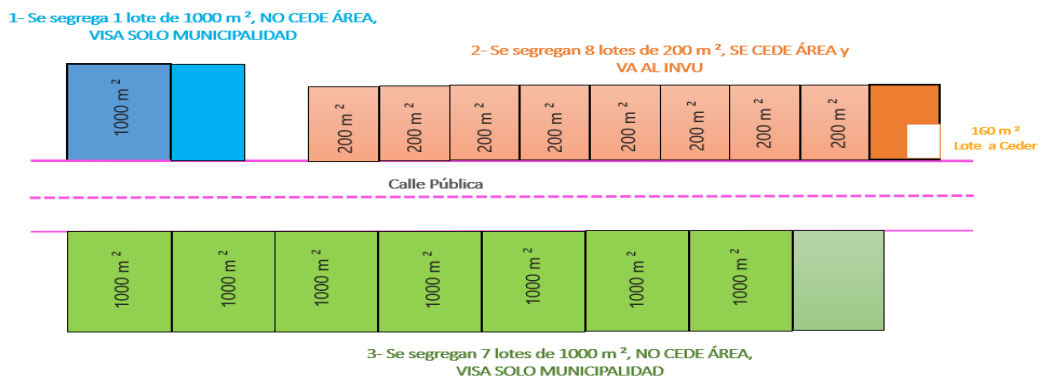 1- Se segrega 1 lote de 1000 m ², NO CEDE ÁREA,
VISA SOLO MUNICIPALIDAD
2- Se segregan 8 lotes de 200 m ², SE CEDE ÁREA y
VA AL INVU
1000 m ²
200 m ²
200 m ²
200 m ²
200 m ²
200 m ²
200 m ²
200 m ²
200 m ²
160 m ²
Lote a Ceder
Calle Pública
1000 m ²
1000 m ²
1000 m ²
1000 m ²
1000 m ²
1000 m ²
1000 m ²
3- Se segregan 7 lotes de 1000 m ², NO CEDE ÁREA,
VISA SOLO MUNICIPALIDAD